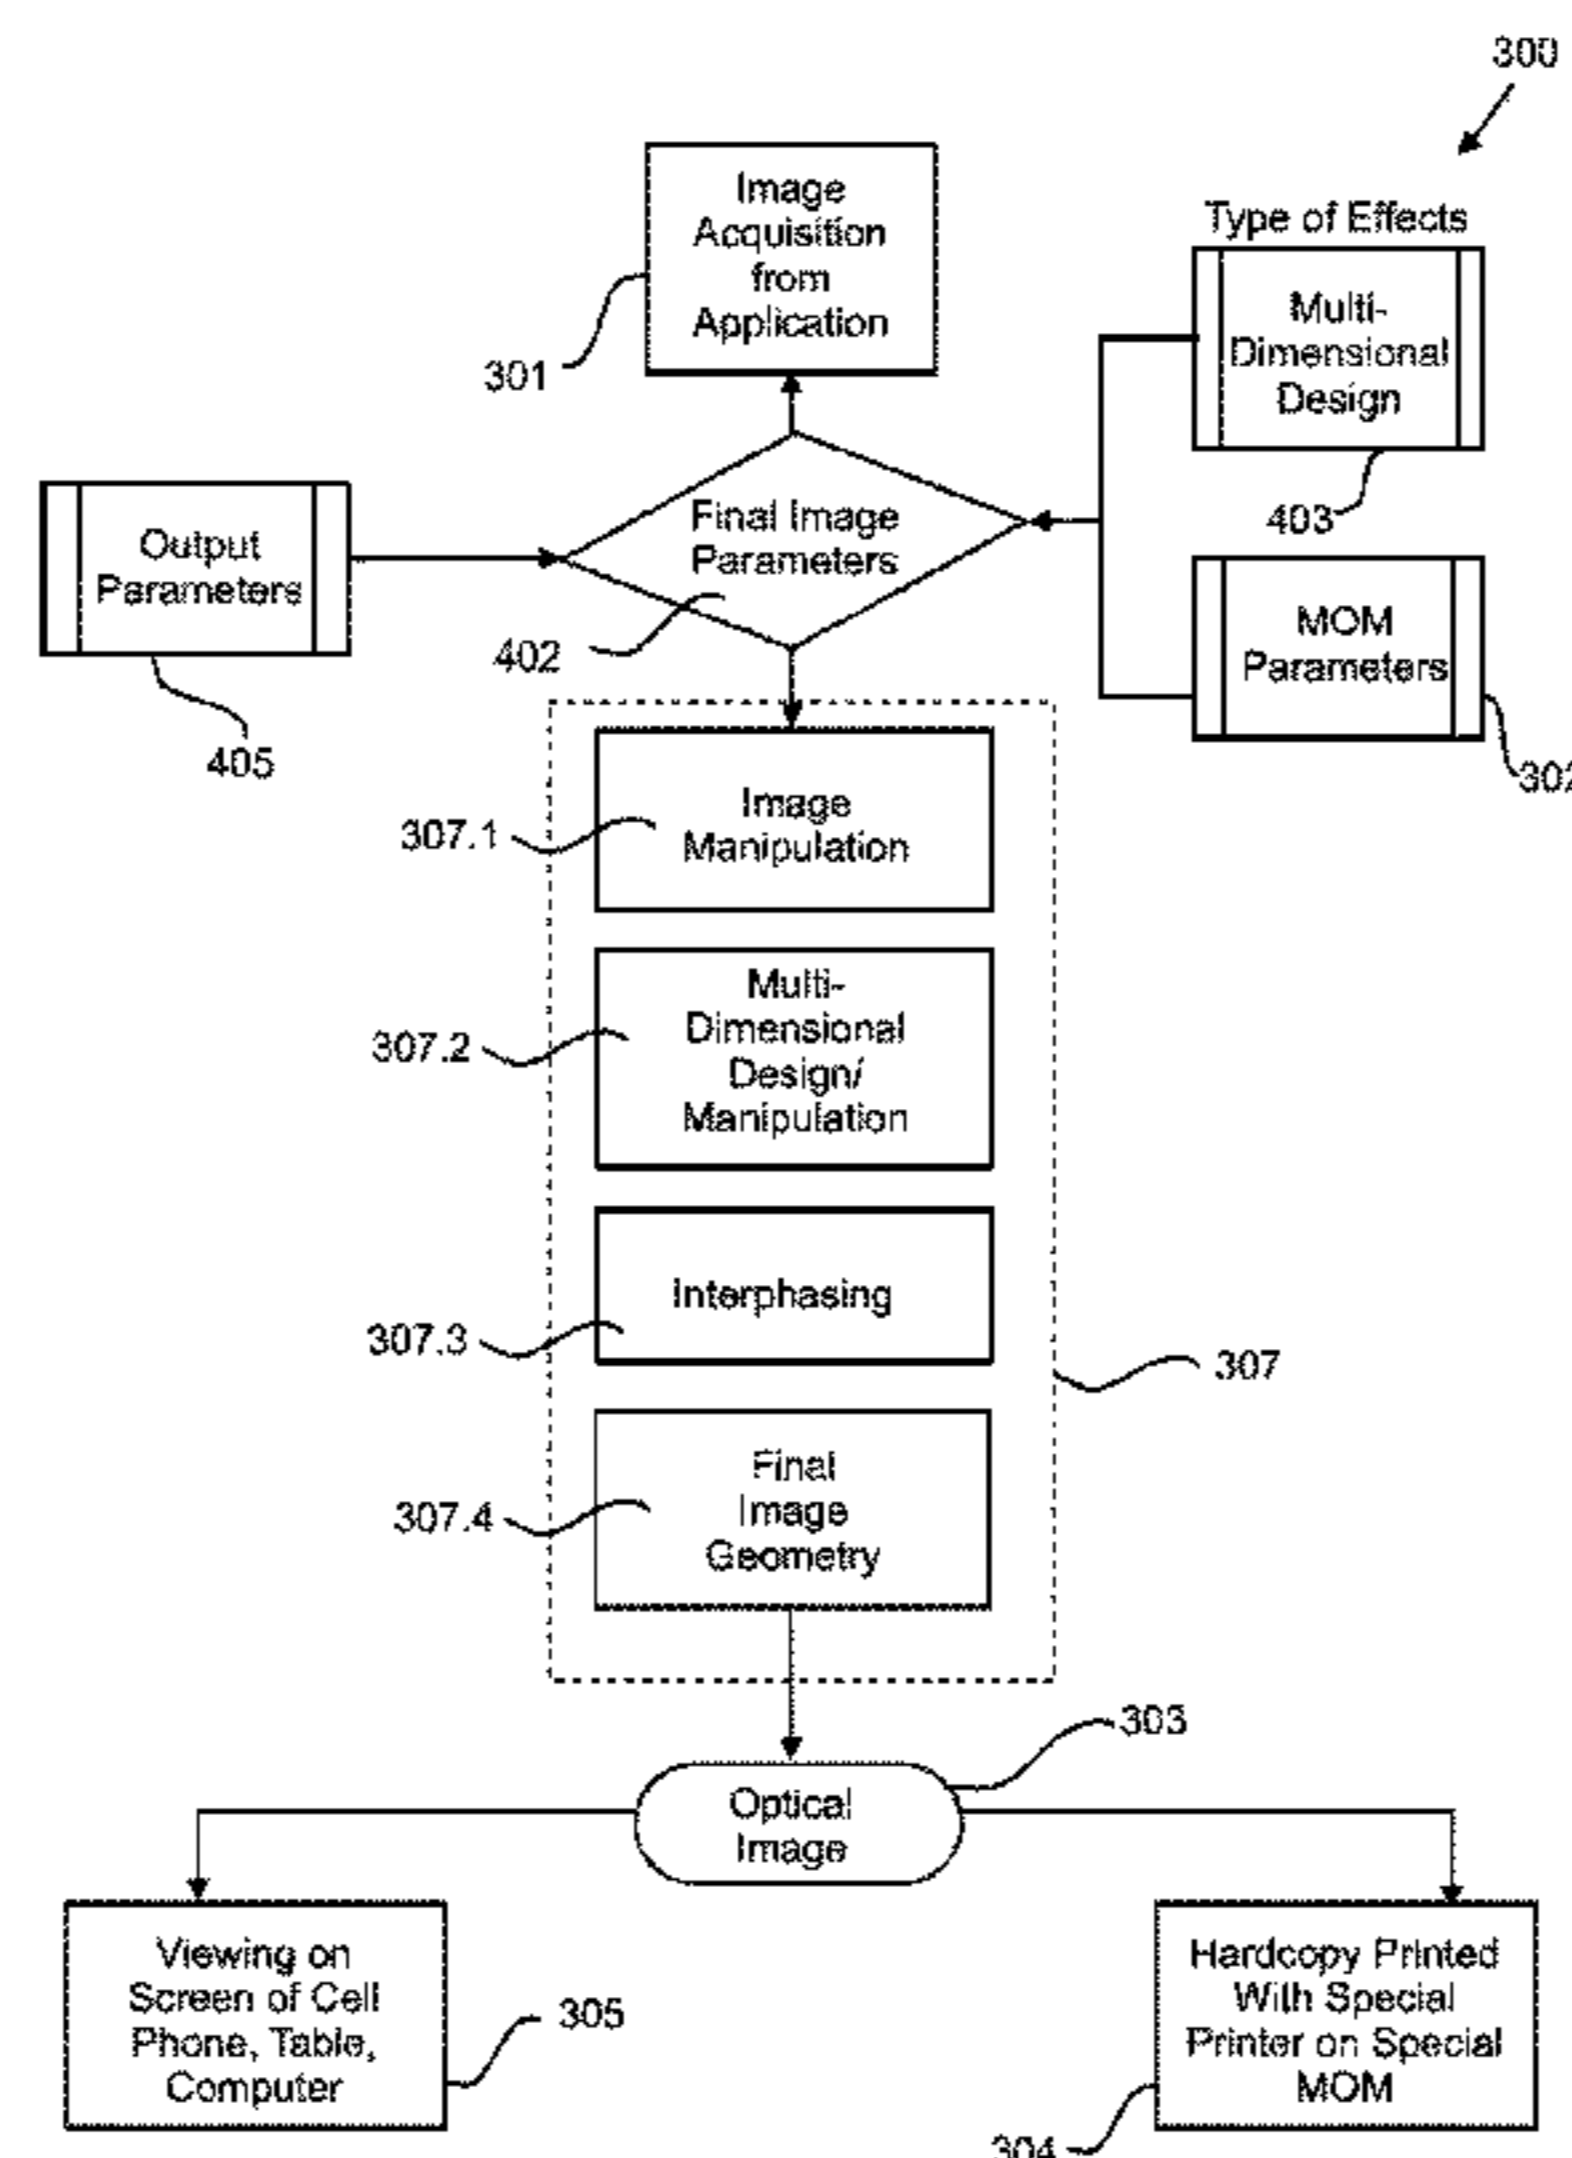 300
Image
Acquisition
from
Application
301
Type of Effects
Multi-
Dimensional
Design
403
Output
Parameters
405
Final Image
Parameters
402
MOM
Parameters
302
Image
Manipulation
307.1
Multi-
Dimensional
Design/
Manipulation
307.2
Interphasing
307.3
307
Final
Image
Geometry
307.4
303
Optical
Image
Viewing on
Screen of Cell
Phone, Table,
Computer
305
Hardcopy Printed
With Special
Printer on Special
MOM
304